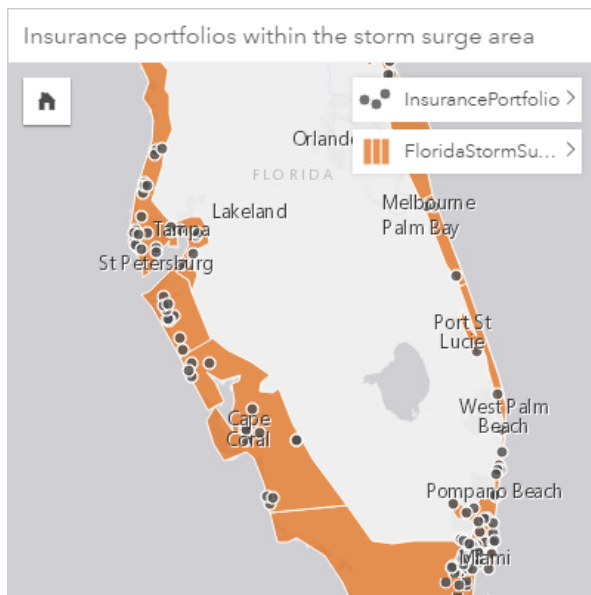 Insurance portfolios within the storm surge area
InsurancePortfolio
Orlando
FloridaStormSu...
FLORIDA
Melbourne
Lakeland
Palm Bay
Tampa
St Petersburg
Port St
Lucie
West Palm
Beach
Cape
Coral
Pompano Beach
Miami